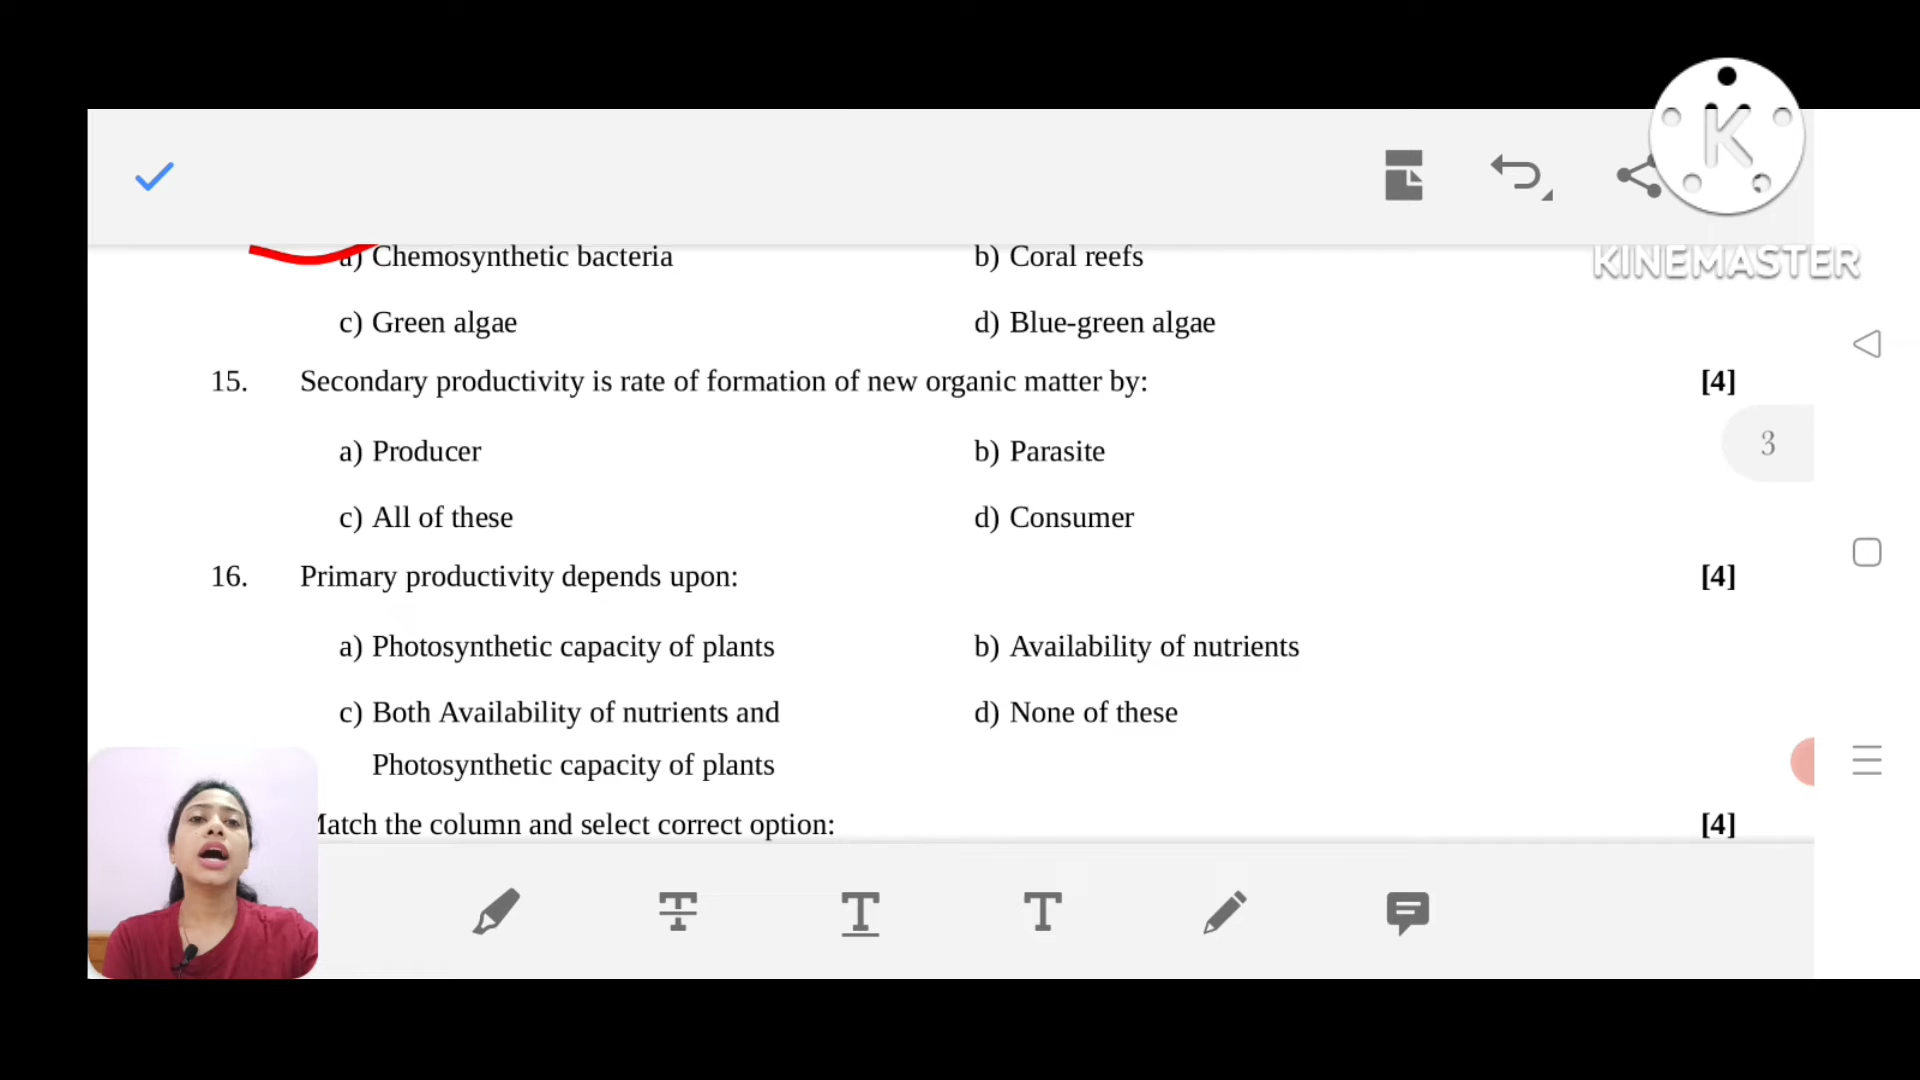 K
KINEMASTER
a) Chemosynthetic bacteria b) Coral reefs
c) Green algae d) Blue-green algae
15. Secondary productivity is rate of formation of new organic matter by: [4]
a) Producer b) Parasite
3
c) All of these d) Consumer
16. Primary productivity depends upon: [4]
a) Photosynthetic capacity of plants b) Availability of nutrients
c) Both Availability of nutrients and d) None of these
Photosynthetic capacity of plants
Match the column and select correct option: [4]